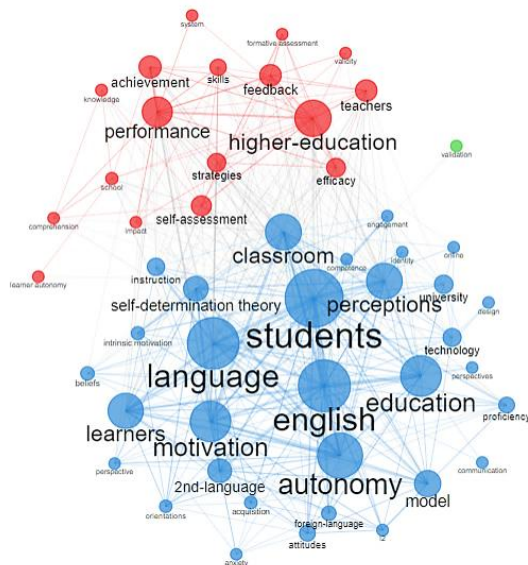 system
formative assessment
achievement
skills
feedback
validity
knowledge
teachers
performance
higher-education
validation
strategies
efficacy
school
self-assessment
comprehension
impact
engagement
classroom
learner autonomy
instruction
competence
identity
online
self-determination theory
perceptions
university
design
students
intrinsic motivation
technology
language
perspectives
beliefs
education
english
proficiency
learners
motivation
perspective
communication
2nd-language
autonomy
model
acquisition
orientations
foreign-language
l2
attitudes
anxiety